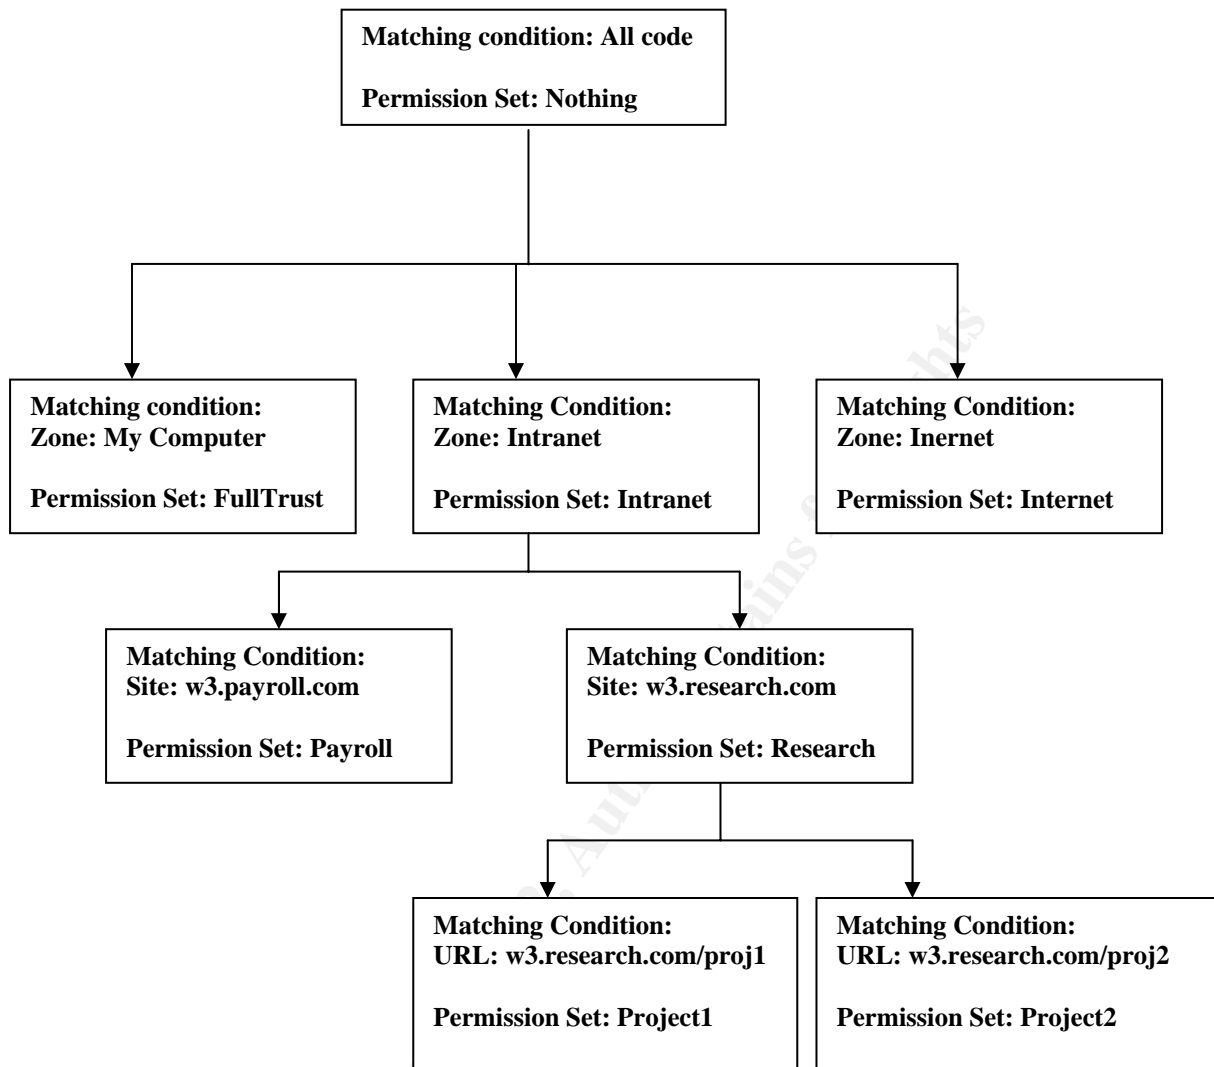 Matching condition: All code
Permission Set: Nothing
Matching condition:
Zone: My Computer
Permission Set: FullTrust
Matching Condition:
Zone: Intranet
Permission Set: Intranet
Matching Condition:
Zone: Inernet
Permission Set: Internet
Matching Condition:
Site: w3.payroll.com
Permission Set: Payroll
Matching Condition:
Site: w3.research.com
Permission Set: Research
Matching Condition:
URL: w3.research.com/proj1
Permission Set: Project1
Matching Condition:
URL: w3.research.com/proj2
Permission Set: Project2